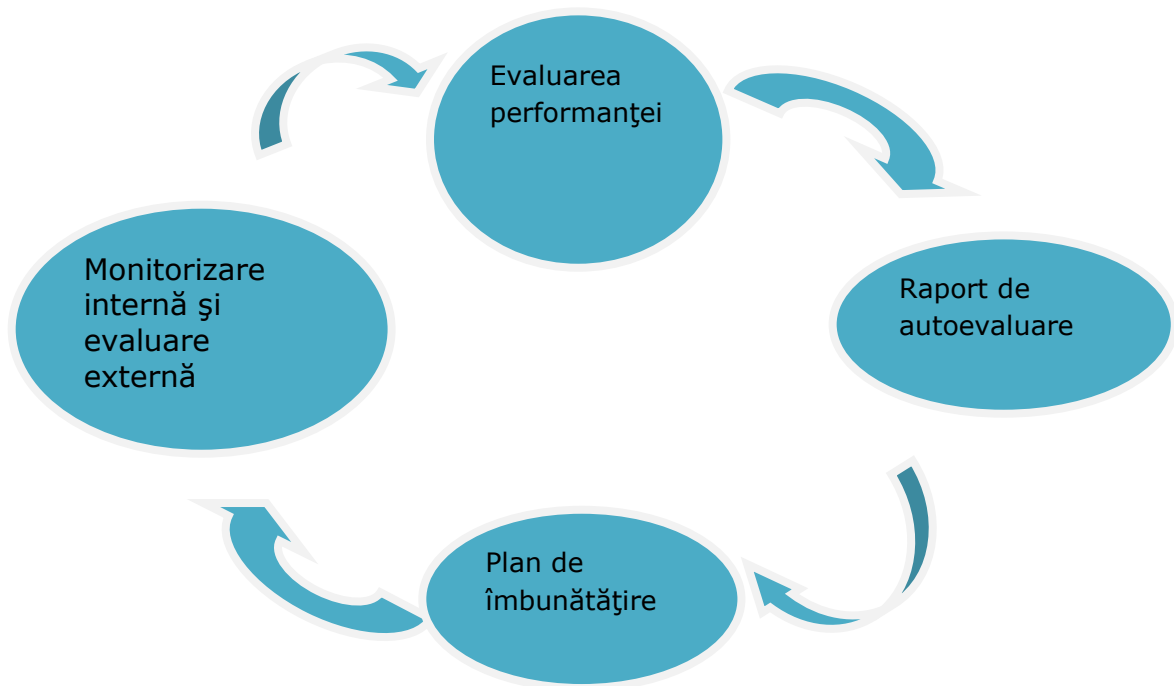 Evaluarea
performanţei
Raport de
autoevaluare
Plan de
îmbunătăţire
Monitorizare
internă şi
evaluare
externă